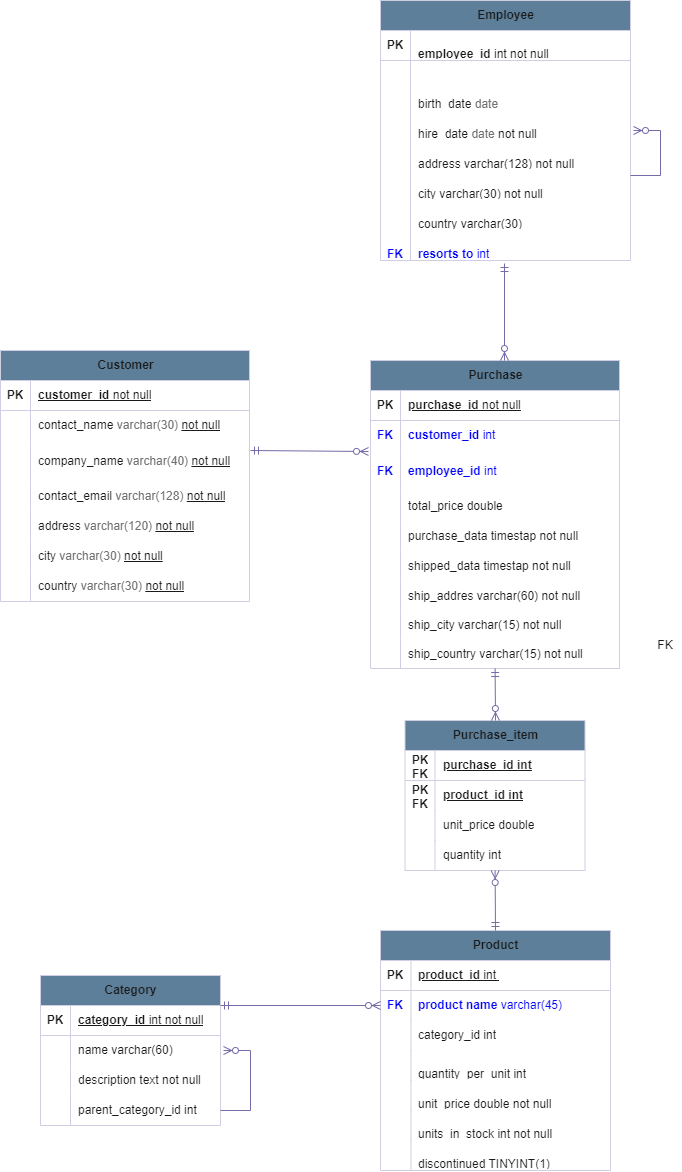 Employee
PK employee_id int not null
birth_date date
hire_date date not null
address varchar(128) not null
city varchar(30) not null
country varchar(30)
FK resorts to int
Customer
PK customer_id not null
contact_name varchar(30) not null
company_name varchar(40) not null
contact_email varchar(128) not null
address varchar(120) not null
city varchar(30) not null
country varchar(30) not null
Purchase
PK purchase_id not null
FK customer_id int
FK employee_id int
total_price double
purchase_data timestap not null
shipped_data timestap not null
ship_addres varchar(60) not null
ship_city varchar(15) not null
ship_country varchar(15) not null
FK
Purchase_item
PK
FK purchase_id int
PK
FK product_id int
unit_price double
quantity int
Product
PK product_id int
FK product name varchar(45)
category_id int
quantity_per_unit int
unit_price double not null
units_in_stock int not null
discontinued TINYINT(1)
Category
PK category_id int not null
name varchar(60)
description text not null
parent_category_id int